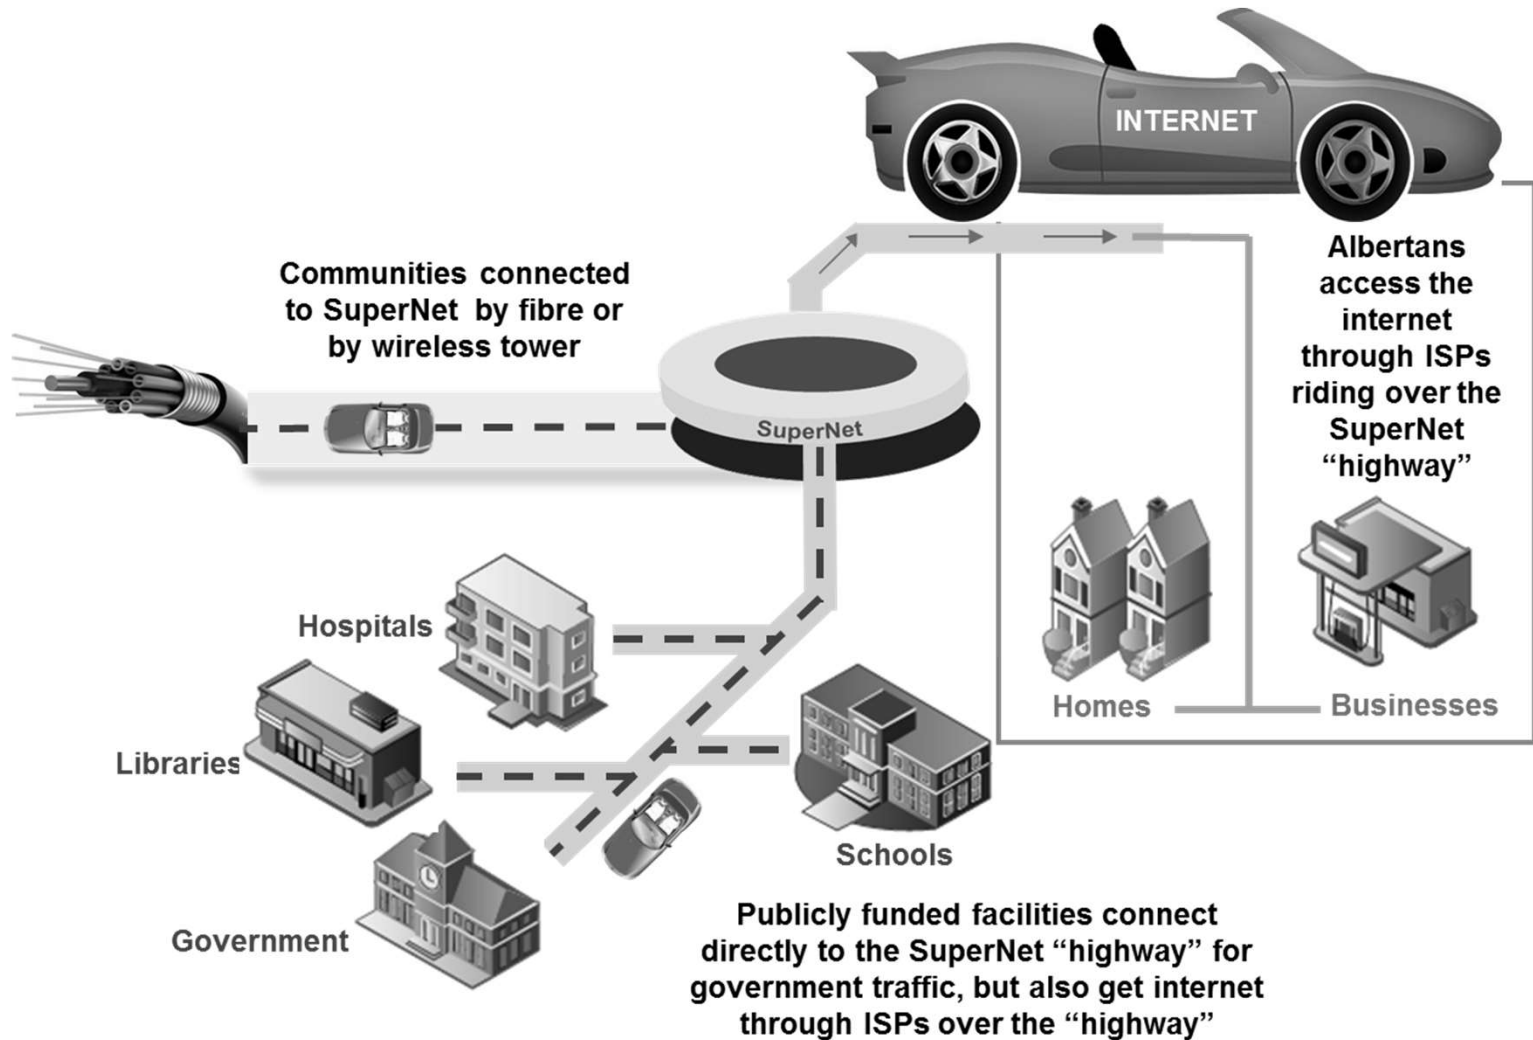 INTERNET
Communities connected
to SuperNet by fibre or
by wireless tower
Albertans
access the
internet
through ISPs
riding over the
SuperNet
“highway”
SuperNet
Hospitals
Libraries
Government
Schools
Homes
Businesses
Publicly funded facilities connect
directly to the SuperNet “highway” for
government traffic, but also get internet
through ISPs over the “highway”